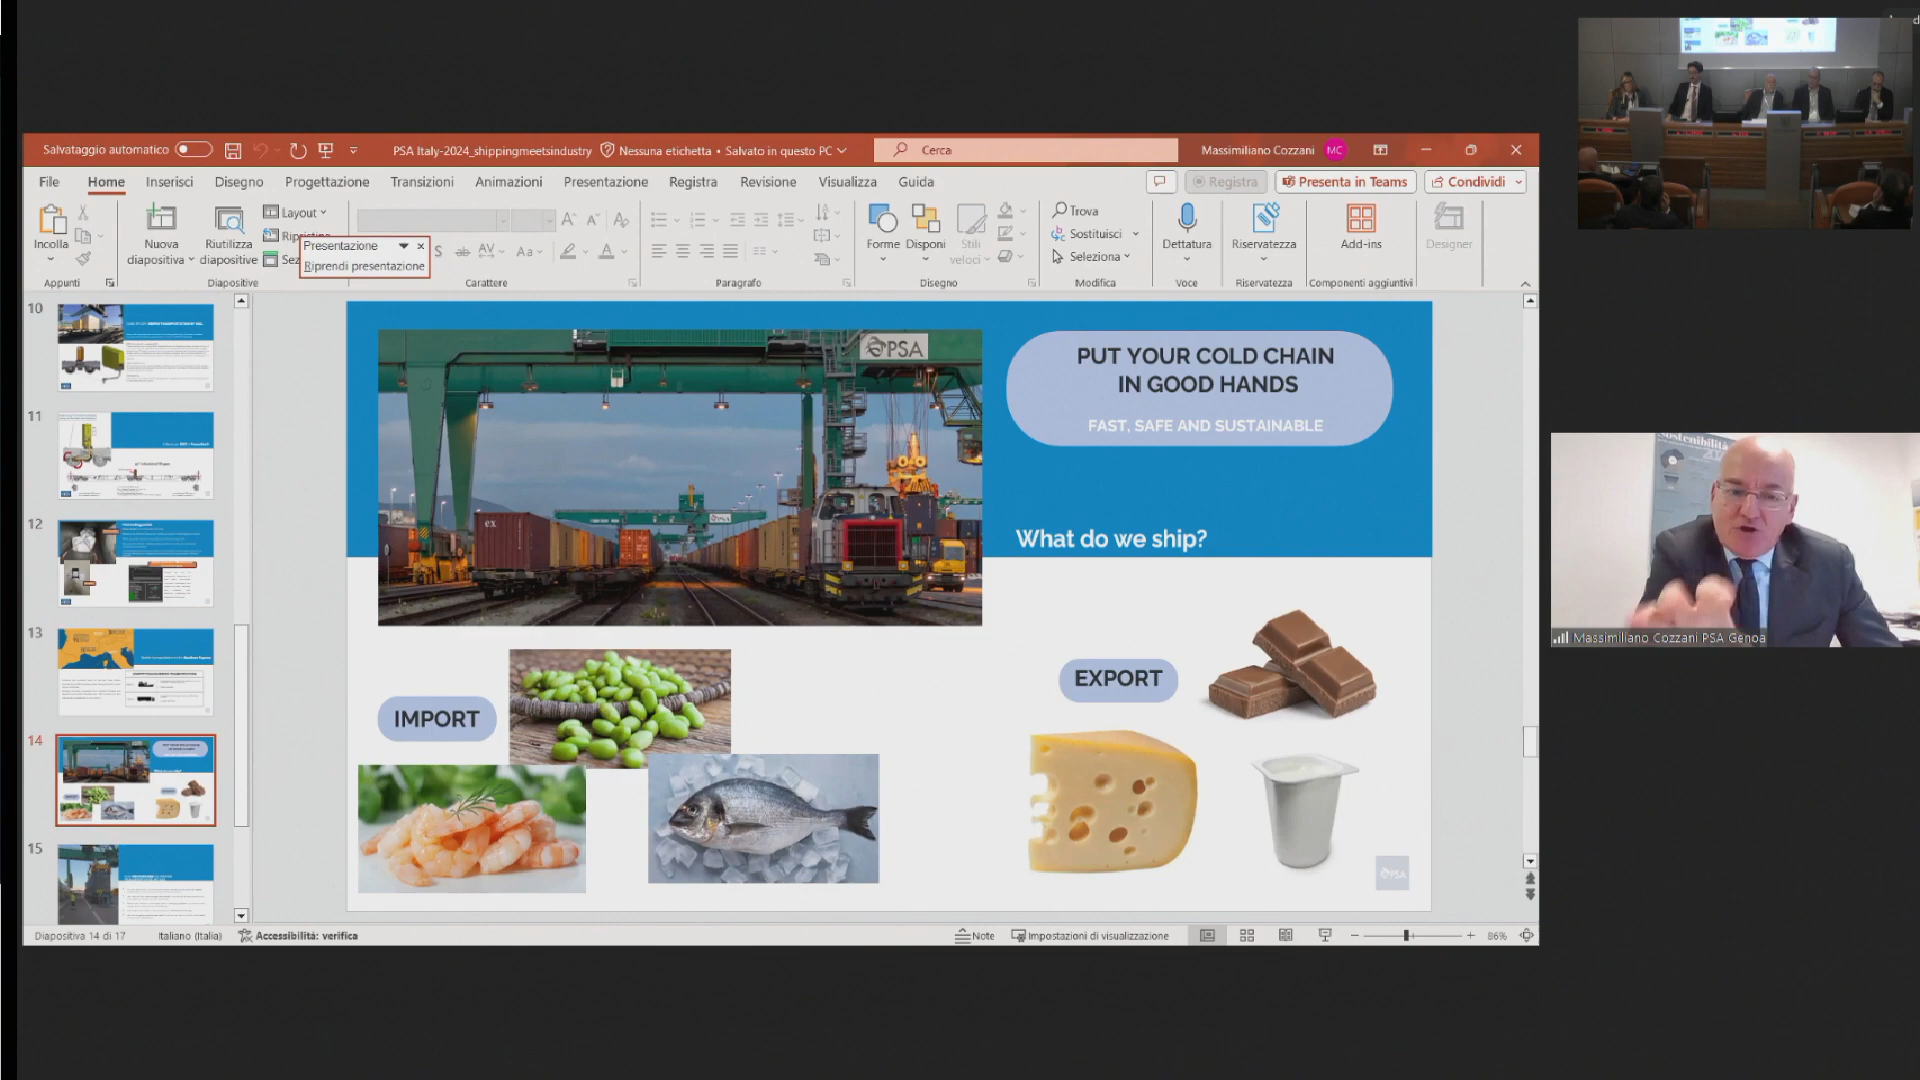 Salvataggio automatico
PSA Italy-2024_shippingmeetsindustry
Nessuna etichetta • Salvato in questo PC
Cerca
Massimiliano Cozzani
MC
File
Home
Inserisci
Disegno
Progettazione
Transizioni
Animazioni
Presentazione
Registra
Revisione
Visualizza
Guida
Registra
Presenta in Teams
Condividi
Incolla
Nuova
diapositiva
Riutilizza
diapositive
Layout
Presentazione
Riprendi presentazione
Forme
Disponi
Stili
veloci
Trova
Sostituisci
Seleziona
Dettatura
Riservatezza
Add-ins
Designer
Appunti
Diapositive
Carattere
Paragrafo
Disegno
Modifica
Voce
Riservatezza
Componenti aggiuntivi
10
11
12
13
14
15
PSA
PUT YOUR COLD CHAIN
IN GOOD HANDS
FAST, SAFE AND SUSTAINABLE
What do we ship?
IMPORT
EXPORT
PSA
Diapositiva 14 di 17
Italiano (Italia)
Accessibilità: verifica
Note
Impostazioni di visualizzazione
86%
sostenibilità
Massimiliano Cozzani PSA Genoa